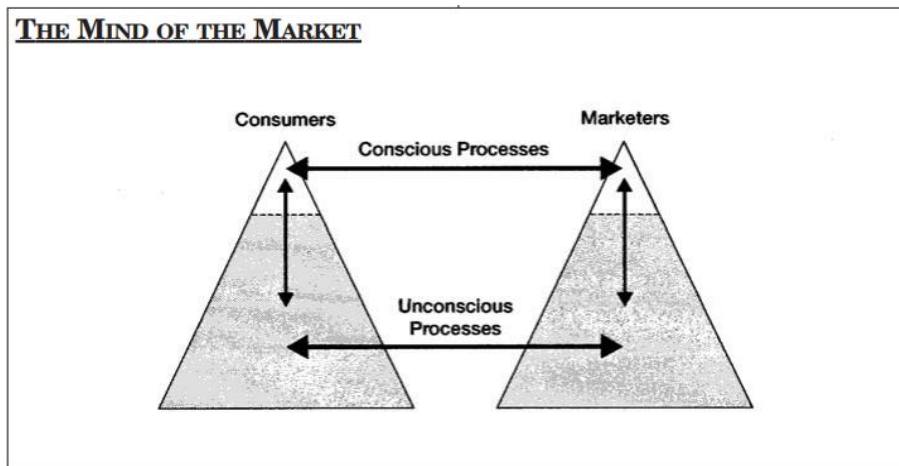 THE MIND OF THE MARKET
Consumers
Marketers
Conscious Processes
Unconscious
Processes